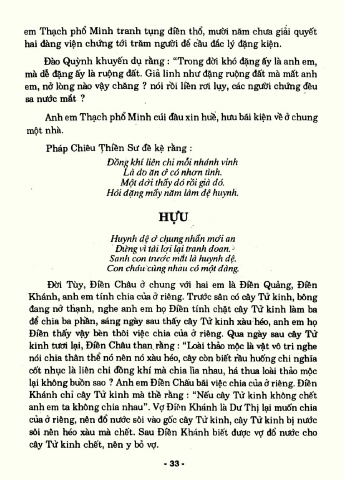 em Thạch phổ Minh tranh tụng điền thổ, mười năm chưa giải quyết
hai đàng viện chứng tới trăm người để cầu đắc lý đặng kiện.
Đào Quỳnh khuyến dụ rằng : “Trong đời khó đặng ấy là anh em,
mà dễ đặng ấy là ruộng đất. Giả linh như đặng ruộng đất mà mất anh
em, nở lòng nào vậy chăng ? nói rồi liền rơi lụy, các người chứng đều
sa nước mắt ?
Anh em Thạch phổ Minh cúi đầu xin huề, hưu bãi kiện về ở chung
một nhà.
Pháp Chiêu Thiền Sư đề kệ rằng :
Đồng khí liên chi mỗi nhánh vinh
Là do ăn ở có nhơn tình.
Một dời thấy đó rồi già đó.
Hỏi đặng mấy năm làm đệ huynh.
HỰU
Huynh đệ ở chung nhẫn mới an
Đừng vì tài lợi lại tranh đoan.
Sanh con trước mắt là huynh đệ.
Con cháu cùng nhau có một đàng.
Đời Tùy, Điền Châu ở chung với hai em là Điền Quảng, Điền
Khánh, anh em tính chia của ở riêng. Trước sân có cây Tử kinh, bông
đang nở thạnh, nghe anh em họ Điền tính chặt cây Tử kinh làm ba
để chia ba phần, sáng ngày sau thấy cây Tử kinh xàu héo, anh em họ
Điền thấy vậy bèn thôi việc chia của ở riêng. Qua ngày sau cây Tử
kinh tươi lại, Điền Châu than rằng : “Loài thảo mộc là vật vô tri nghe
nói chia thân thể nó nên nó xàu héo, cây còn biết rầu huống chi nghĩa
cốt nhục là liên chi đồng khí mà chia lìa nhau, há thua loài thảo mộc
lại không buồn sao ? Anh em Điền Chấu bãi việc chia của ở riêng. Điền
Khánh chỉ cây Tử kinh mà thề rằng : “Nếu cây Tử kinh không chết
anh em ta không chia nhau”. Vợ Điền Khánh là Dư Thị lại muốn chia
của ở riêng, nên đổ nước sôi vào gốc cây Tử kinh, cây Tử kinh bị nước
sôi nên héo xàu mà chết. Sau Điền Khánh biết được vợ đổ nước cho
cây Tử kinh chết, nên y bỏ vợ.
- 33 -